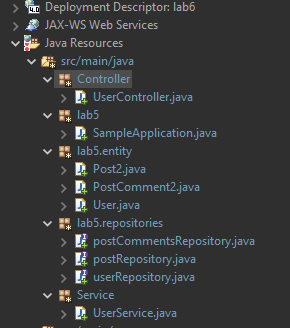 Deployment Descriptor: lab6
JAX-WS Web Services
Java Resources
src/main/java
Controller
UserController.java
lab5
SampleApplication.java
lab5.entity
Post2.java
PostComment2.java
User.java
lab5.repositories
postCommentsRepository.java
postRepository.java
userRepository.java
Service
UserService.java